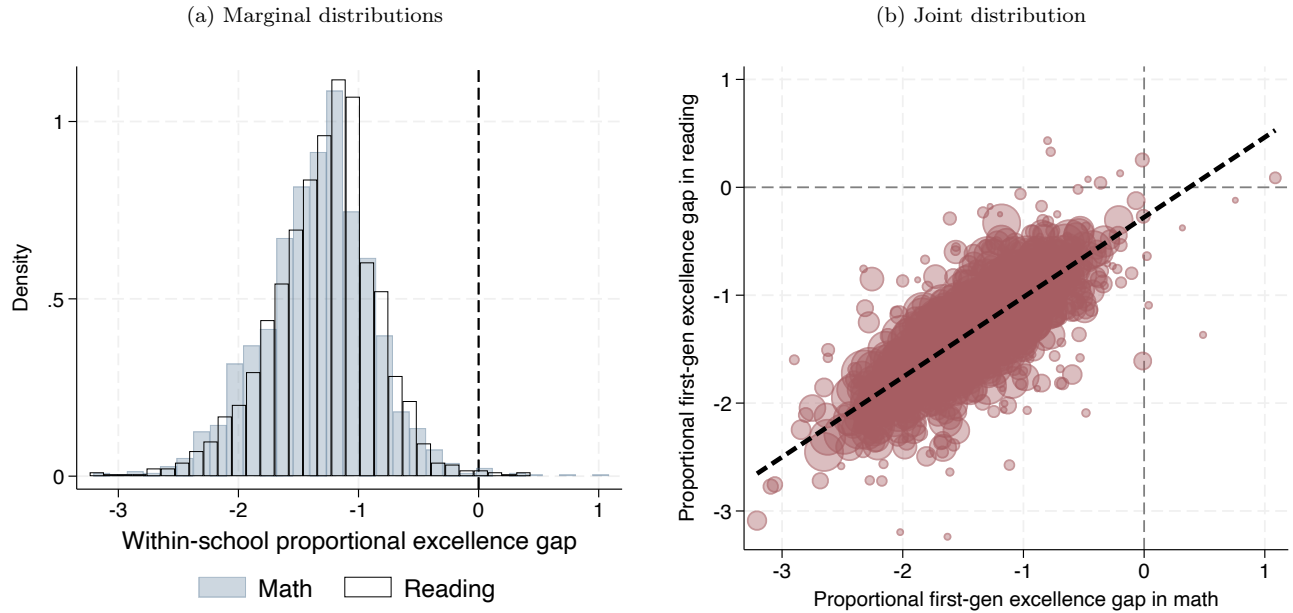 (a) Marginal distributions
1
.5
0
Density
-3 -2 -1 0 1
Within-school proportional excellence gap
Math Reading
(b) Joint distribution
1
0
-1
-2
-3
Proportional first-gen excellence gap in reading
-3 -2 -1 0 1
Proportional first-gen excellence gap in math